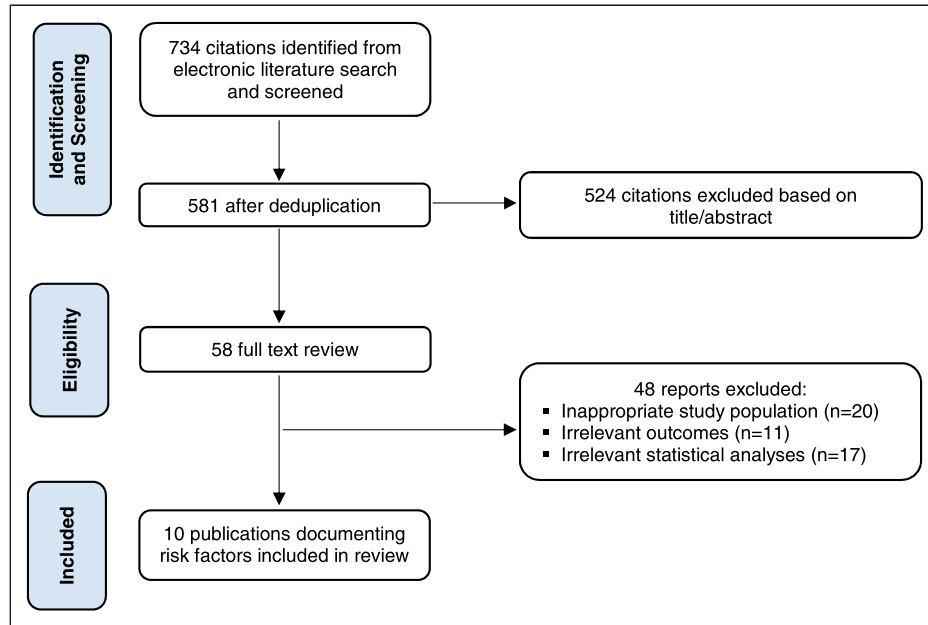 Identification
and Screening
734 citations identified from
electronic literature search
and screened
581 after deduplication
524 citations excluded based on
title/abstract
Eligibility
58 full text review
48 reports excluded:
▪ Inappropriate study population (n=20)
▪ Irrelevant outcomes (n=11)
▪ Irrelevant statistical analyses (n=17)
Included
10 publications documenting
risk factors included in review